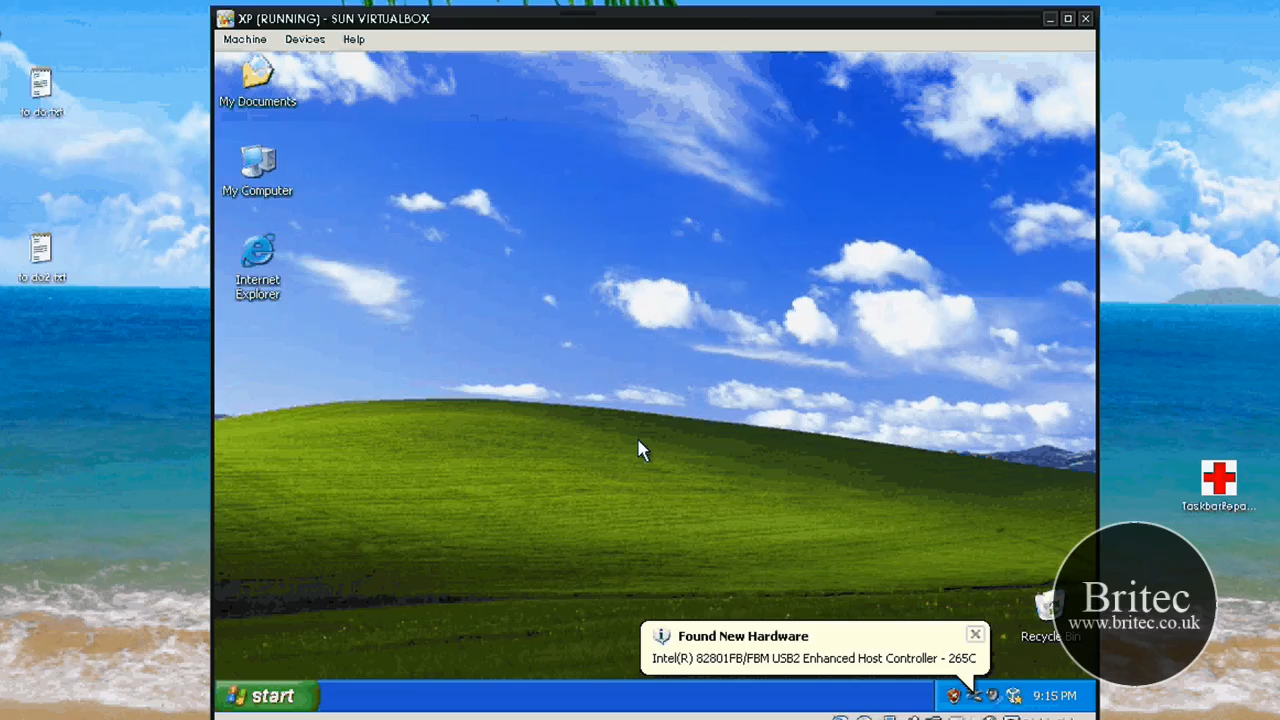 XP [RUNNING] - SUN VIRTUALBOX
Machine Devices Help
to do.txt
to do2.txt
My Documents
My Computer
Internet
Explorer
TaskbarRepa...
Britec
www.britec.co.uk
Recycle Bin
Found New Hardware
Intel(R) 82801FB/FBM USB2 Enhanced Host Controller - 265C
start
9:15 PM